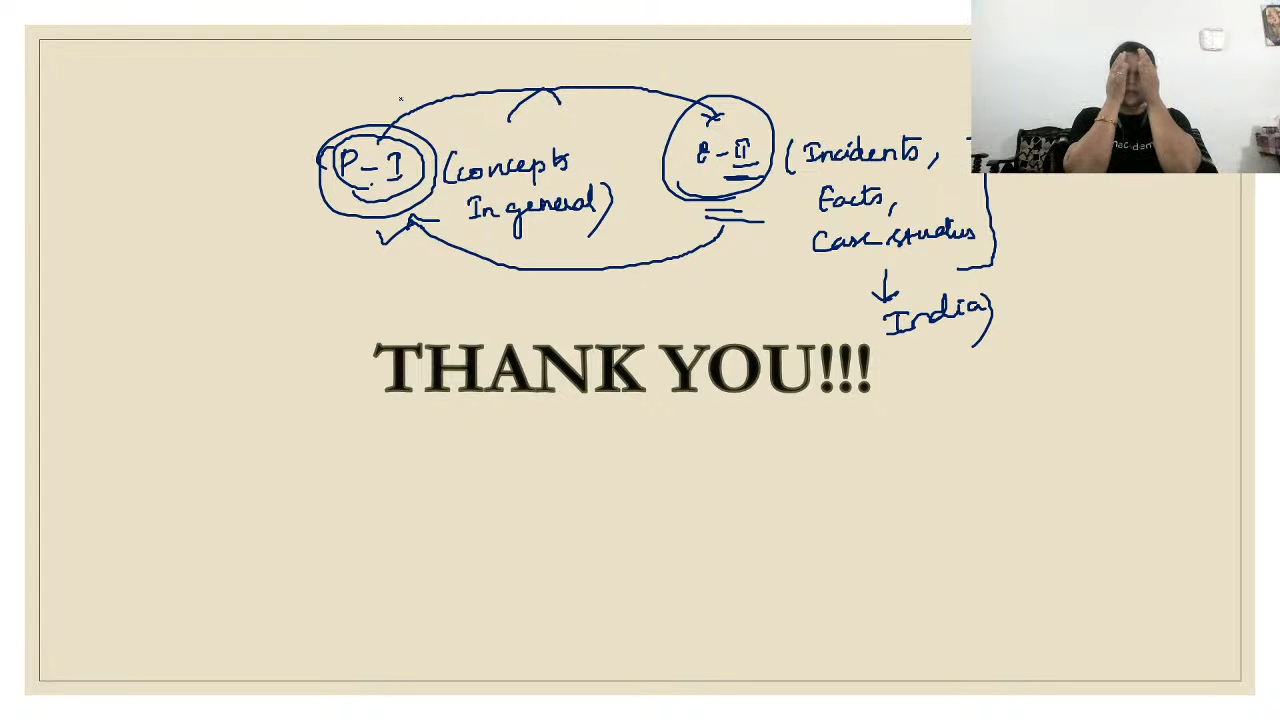 P-I (concepts
In general)
P-II (Incidents,
Facts,
Case studies
↓
India)
THANK YOU!!!